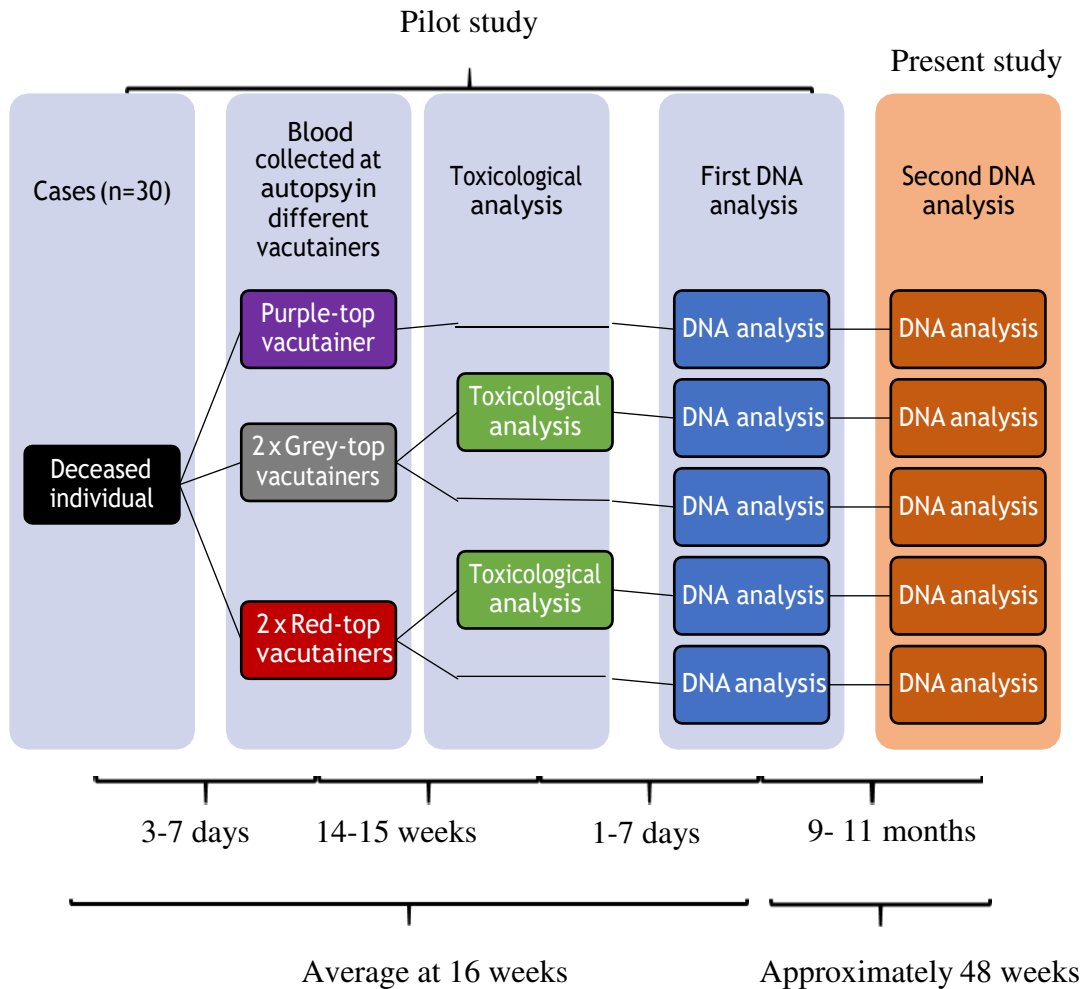 Pilot study
Present study
Cases (n=30)
Blood
collected at
autopsy in
different
vacutainers
Toxicological
analysis
First DNA
analysis
Second DNA
analysis
Purple-top
vacutainer
DNA analysis
DNA analysis
Toxicological
analysis
DNA analysis
DNA analysis
Deceased
individual
2 x Grey-top
vacutainers
DNA analysis
DNA analysis
Toxicological
analysis
DNA analysis
DNA analysis
2 x Red-top
vacutainers
DNA analysis
DNA analysis
3-7 days
14-15 weeks
1-7 days
9- 11 months
Average at 16 weeks
Approximately 48 weeks